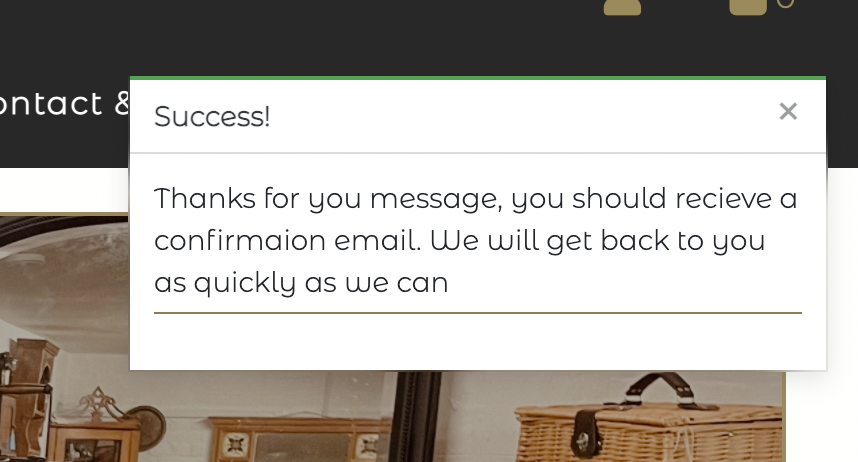 ontact &
Success!
×
Thanks for you message, you should recieve a
confirmaion email. We will get back to you
as quickly as we can